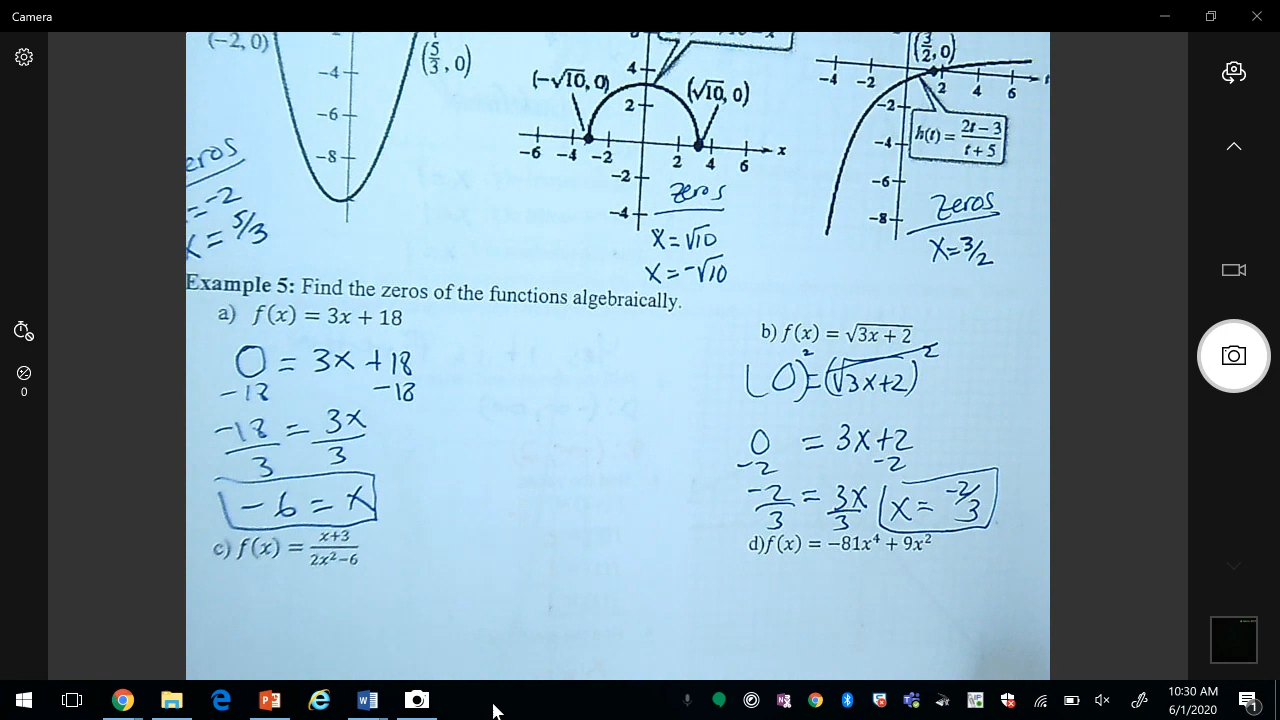 Camera
(-2, 0)
(5/3, 0)
-4
-6
-8
zeros
x = -2
x = 5/3
(-√10, 0)
(√10, 0)
4
2
-6 -4 -2 2 4 6 x
-2
-4
zeros
x = √10
x = -√10
(3/2, 0)
-4 -2 2 4 6
-2
-4
-6
-8
h(t) = 2t - 3 / t + 5
zeros
x = 3/2
Example 5: Find the zeros of the functions algebraically.
a) f(x) = 3x + 18
0 = 3x + 18
-18 -18
-18/3 = 3x/3
-6 = x
b) f(x) = √3x + 2
(0)² = (√3x+2)²
0 = 3x+2
-2 -2
-2/3 = 3x/3 x = -2/3
c) f(x) = x+3 / 2x²-6
d)f(x) = -81x⁴ + 9x²
0
10:30 AM
6/1/2020
1